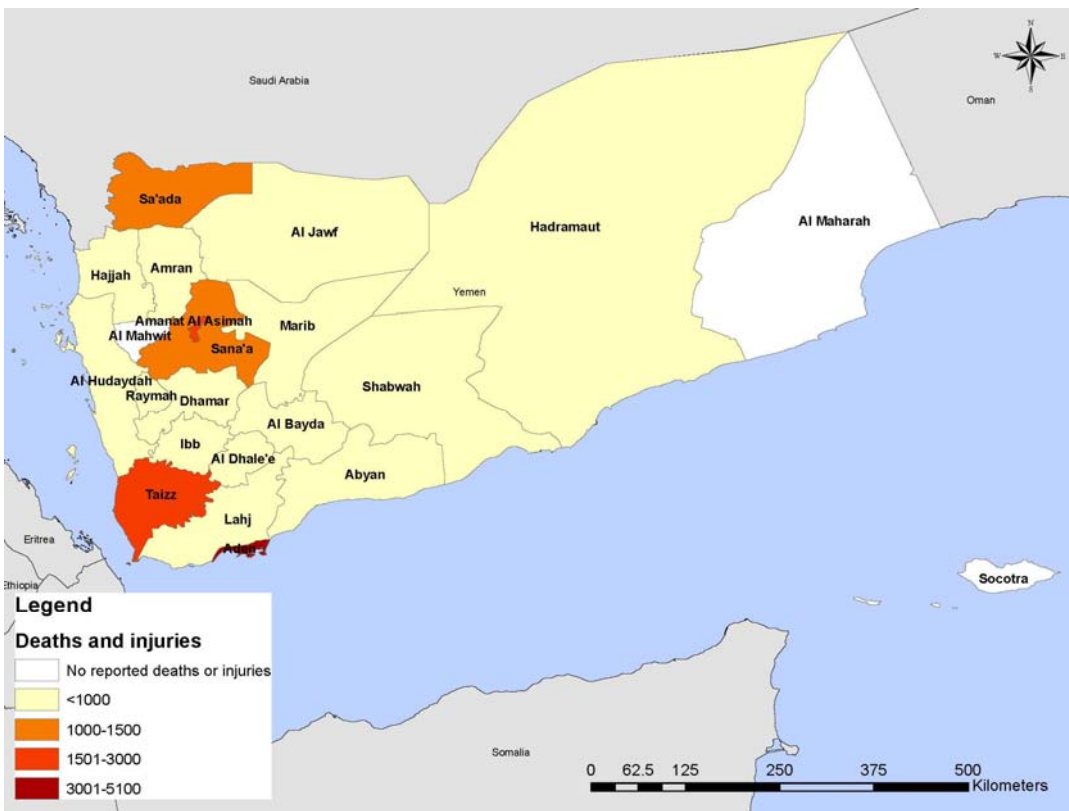 N
W E
S
Saudi Arabia
Oman
Sa'ada
Al Maharah
Hadramaut
Al Jawf
Amran
Hajjah
Yemen
Amanat Al Asimah
Marib
Al Mahwit
Sana'a
Al Hudaydah
Shabwah
Raymah
Dhamar
Al Bayda
Ibb
Al Dhale'e
Abyan
Taizz
Lahj
Aden
Eritrea
Socotra
Ethiopia
Legend
Deaths and injuries
No reported deaths or injuries
<1000
1000-1500
1501-3000
3001-5100
Somalia
0 62.5 125 250 375 500
Kilometers